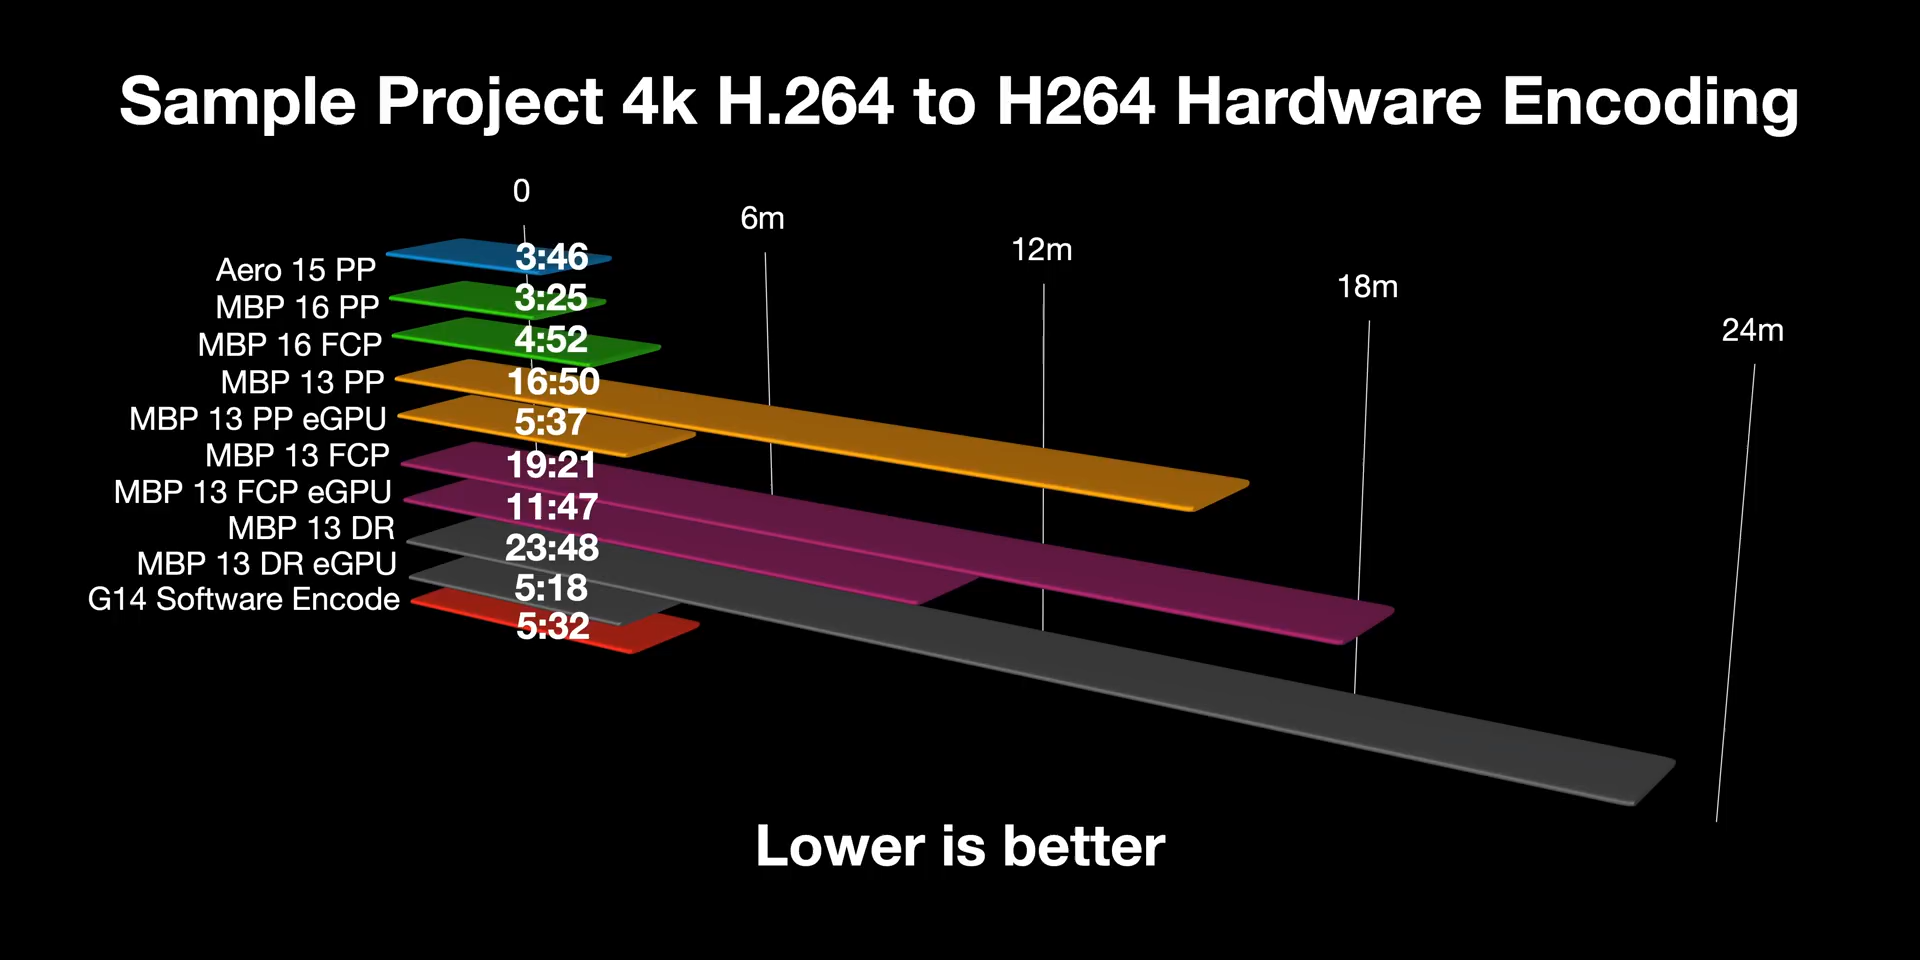 Sample Project 4k H.264 to H264 Hardware Encoding
0
6m
12m
18m
24m
Aero 15 PP 3:46
MBP 16 PP 3:25
MBP 16 FCP 4:52
MBP 13 PP 16:50
MBP 13 PP eGPU 5:37
MBP 13 FCP 19:21
MBP 13 FCP eGPU 11:47
MBP 13 DR 23:48
MBP 13 DR eGPU 5:18
G14 Software Encode 5:32
Lower is better